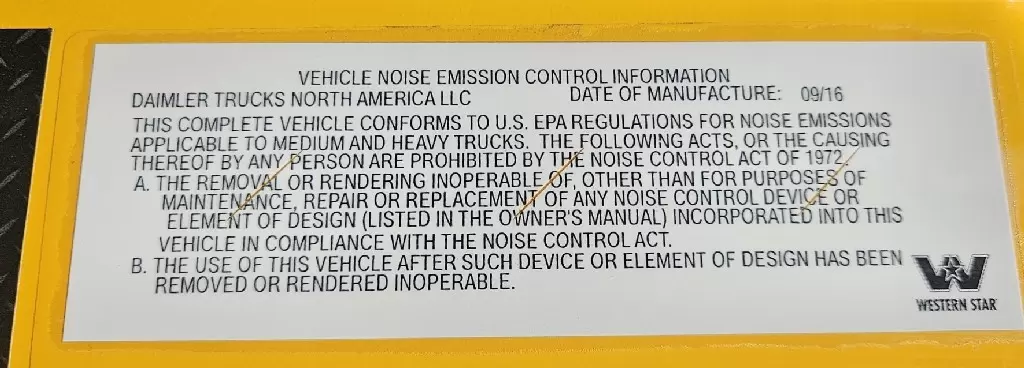 VEHICLE NOISE EMISSION CONTROL INFORMATION
DAIMLER TRUCKS NORTH AMERICA LLC DATE OF MANUFACTURE: 09/16
THIS COMPLETE VEHICLE CONFORMS TO U.S. EPA REGULATIONS FOR NOISE EMISSIONS
APPLICABLE TO MEDIUM AND HEAVY TRUCKS. THE FOLLOWING ACTS, OR THE CAUSING
THEREOF BY ANY PERSON ARE PROHIBITED BY THE NOISE CONTROL ACT OF 1972.
A. THE REMOVAL OR RENDERING INOPERABLE OF, OTHER THAN FOR PURPOSES OF
MAINTENANCE, REPAIR OR REPLACEMENT OF ANY NOISE CONTROL DEVICE OR
ELEMENT OF DESIGN (LISTED IN THE OWNER'S MANUAL) INCORPORATED INTO THIS
VEHICLE IN COMPLIANCE WITH THE NOISE CONTROL ACT.
B. THE USE OF THIS VEHICLE AFTER SUCH DEVICE OR ELEMENT OF DESIGN HAS BEEN
REMOVED OR RENDERED INOPERABLE.
WESTERN STAR